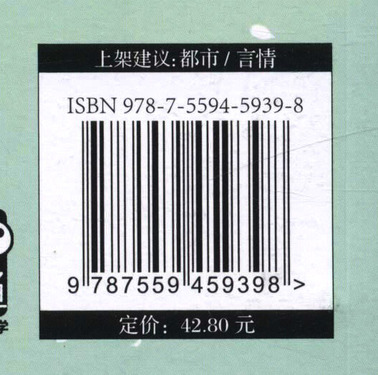 上架建议:都市/言情
ISBN 978-7-5594-5939-8
9 787559 459398 >
定价: 42.80 元
学